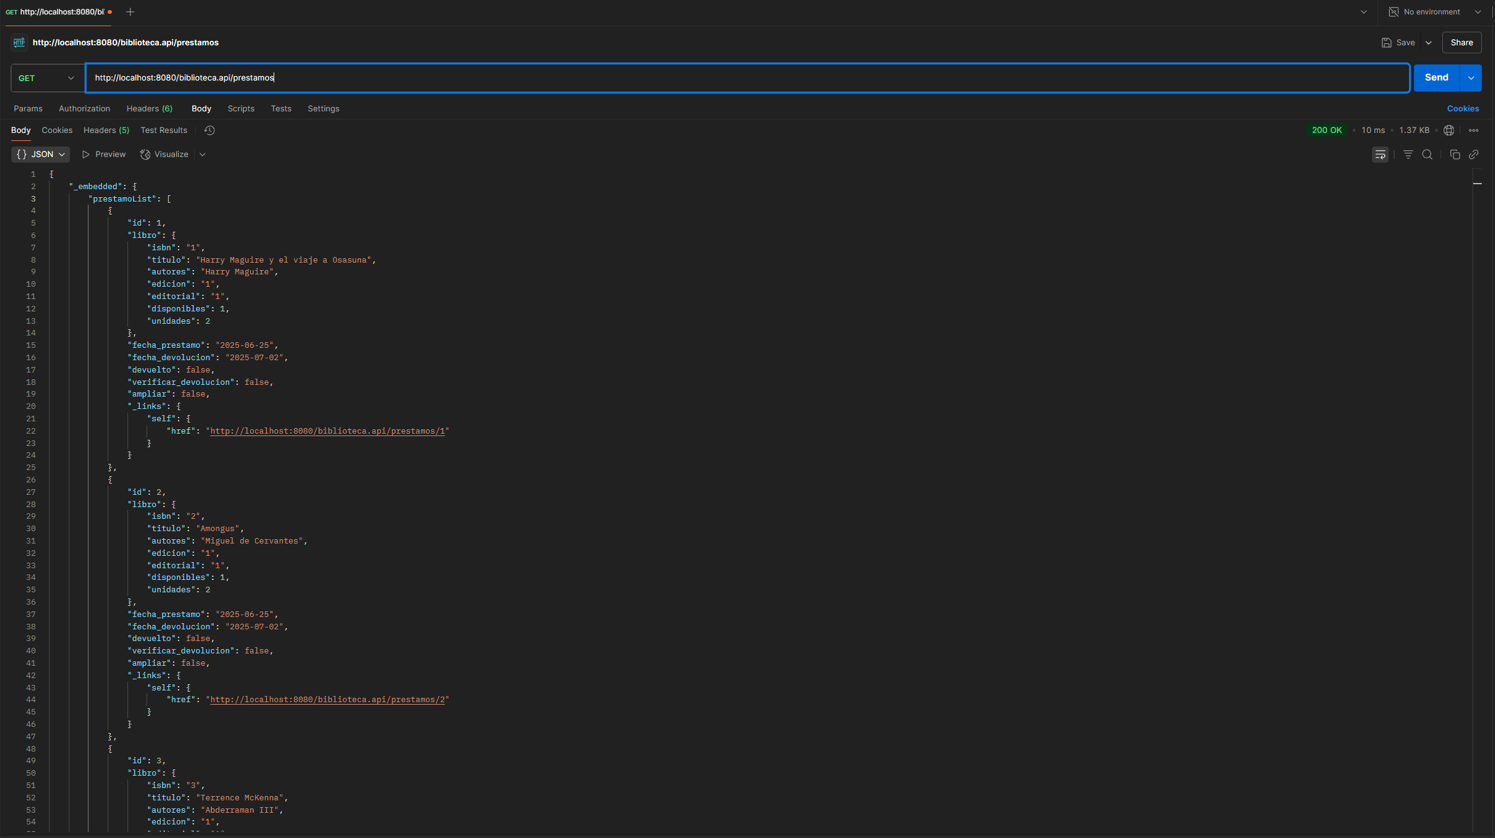 GET http://localhost:8080/bi
No environment
HTTP http://localhost:8080/biblioteca.api/prestamos
Save
Share
GET
http://localhost:8080/biblioteca.api/prestamos
Send
Params Authorization Headers (6) Body Scripts Tests Settings
Cookies
Body Cookies Headers (5) Test Results
200 OK • 10 ms • 1.37 KB
{ } JSON Preview Visualize
1 {
2 "_embedded": {
3 "prestamoList": [
4 {
5 "id": 1,
6 "libro": {
7 "isbn": "1",
8 "titulo": "Harry Maguire y el viaje a Osasuna",
9 "autores": "Harry Maguire",
10 "edicion": "1",
11 "editorial": "1",
12 "disponibles": 1,
13 "unidades": 2
14 },
15 "fecha_prestamo": "2025-06-25",
16 "fecha_devolucion": "2025-07-02",
17 "devuelto": false,
18 "verificar_devolucion": false,
19 "ampliar": false,
20 "_links": {
21 "self": {
22 "href": "http://localhost:8080/biblioteca.api/prestamos/1"
23 }
24 }
25 },
26 {
27 "id": 2,
28 "libro": {
29 "isbn": "2",
30 "titulo": "Amongus",
31 "autores": "Miguel de Cervantes",
32 "edicion": "1",
33 "editorial": "1",
34 "disponibles": 1,
35 "unidades": 2
36 },
37 "fecha_prestamo": "2025-06-25",
38 "fecha_devolucion": "2025-07-02",
39 "devuelto": false,
40 "verificar_devolucion": false,
41 "ampliar": false,
42 "_links": {
43 "self": {
44 "href": "http://localhost:8080/biblioteca.api/prestamos/2"
45 }
46 }
47 },
48 {
49 "id": 3,
50 "libro": {
51 "isbn": "3",
52 "titulo": "Terrence McKenna",
53 "autores": "Abderraman III",
54 "edicion": "1",